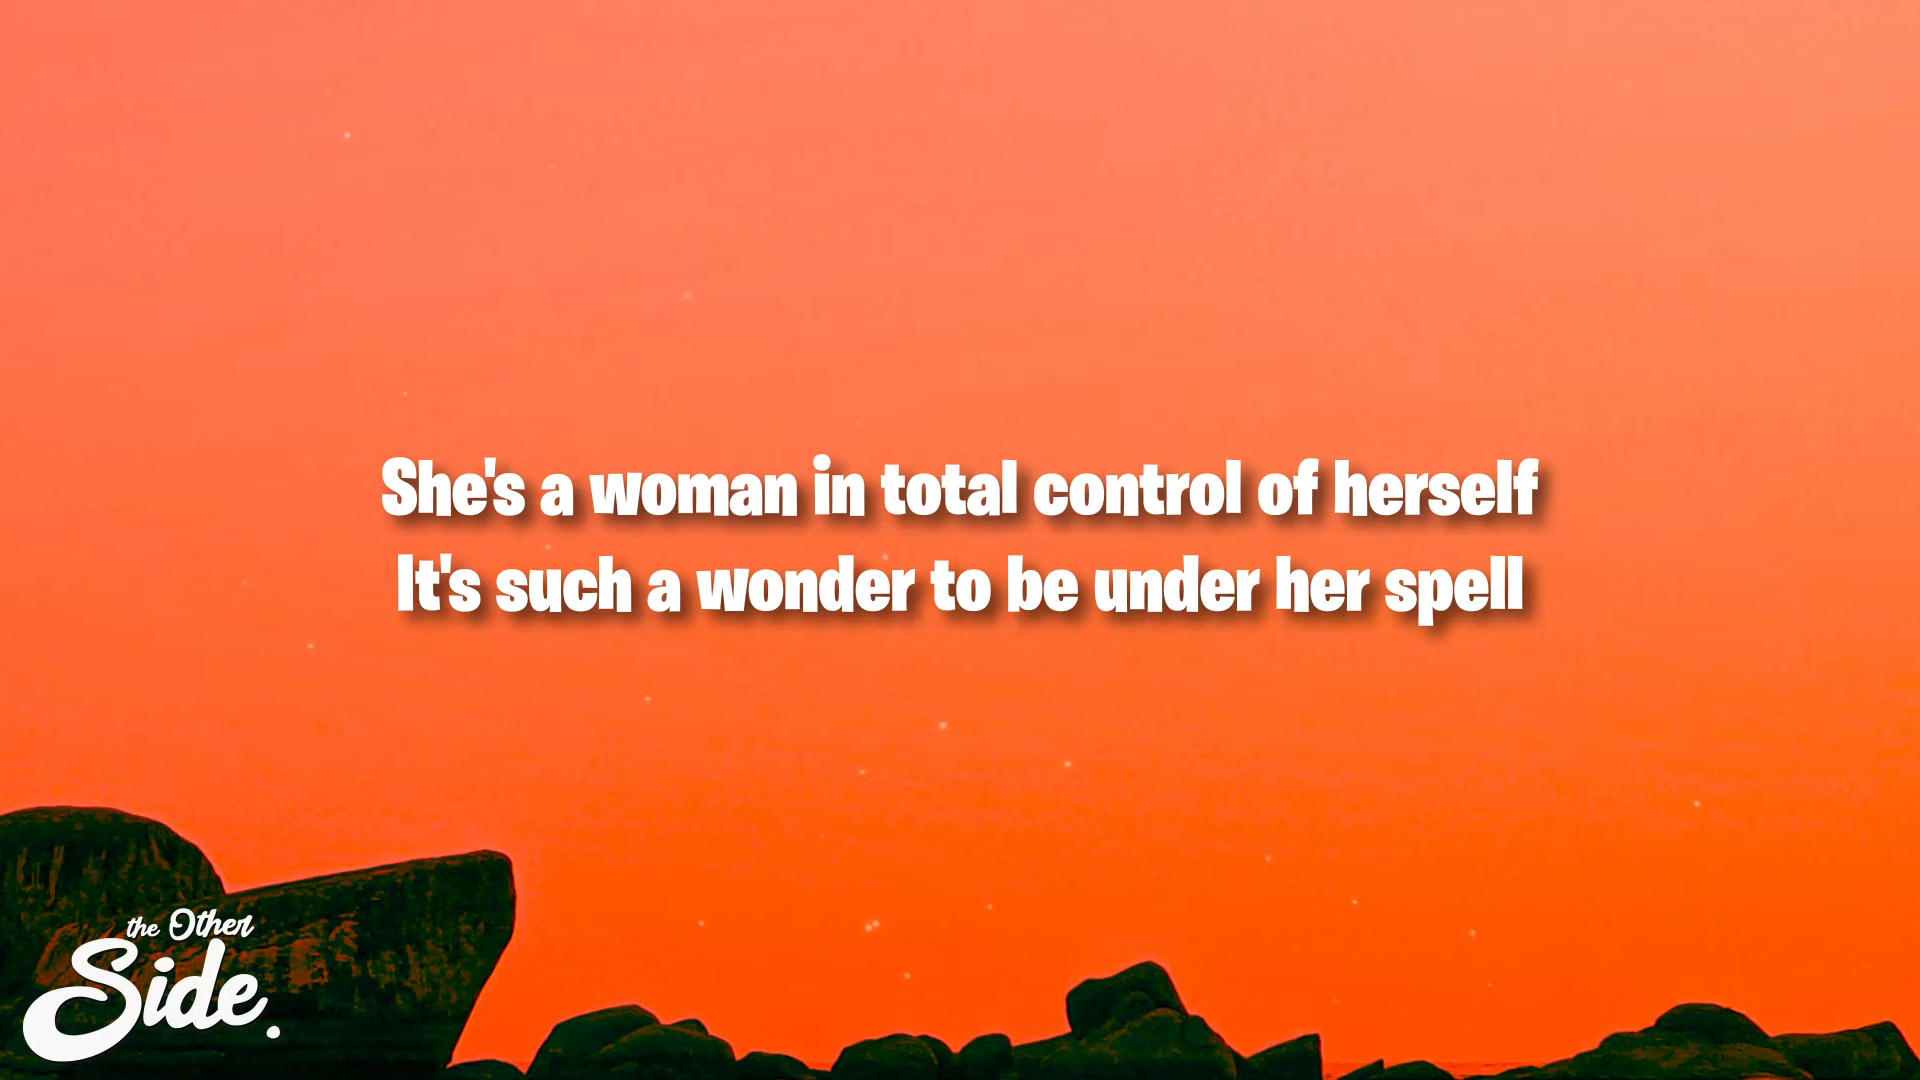 She's a woman in total control of herself
It's such a wonder to be under her spell
the Other
Side.